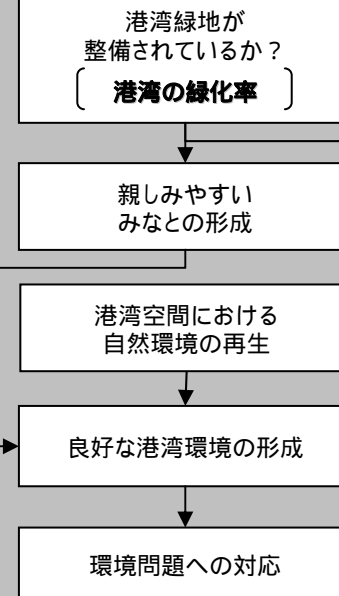 港湾緑地が
整備されているか？
港湾の緑化率
親しみやすい
みなとの形成
港湾空間における
自然環境の再生
良好な港湾環境の形成
環境問題への対応